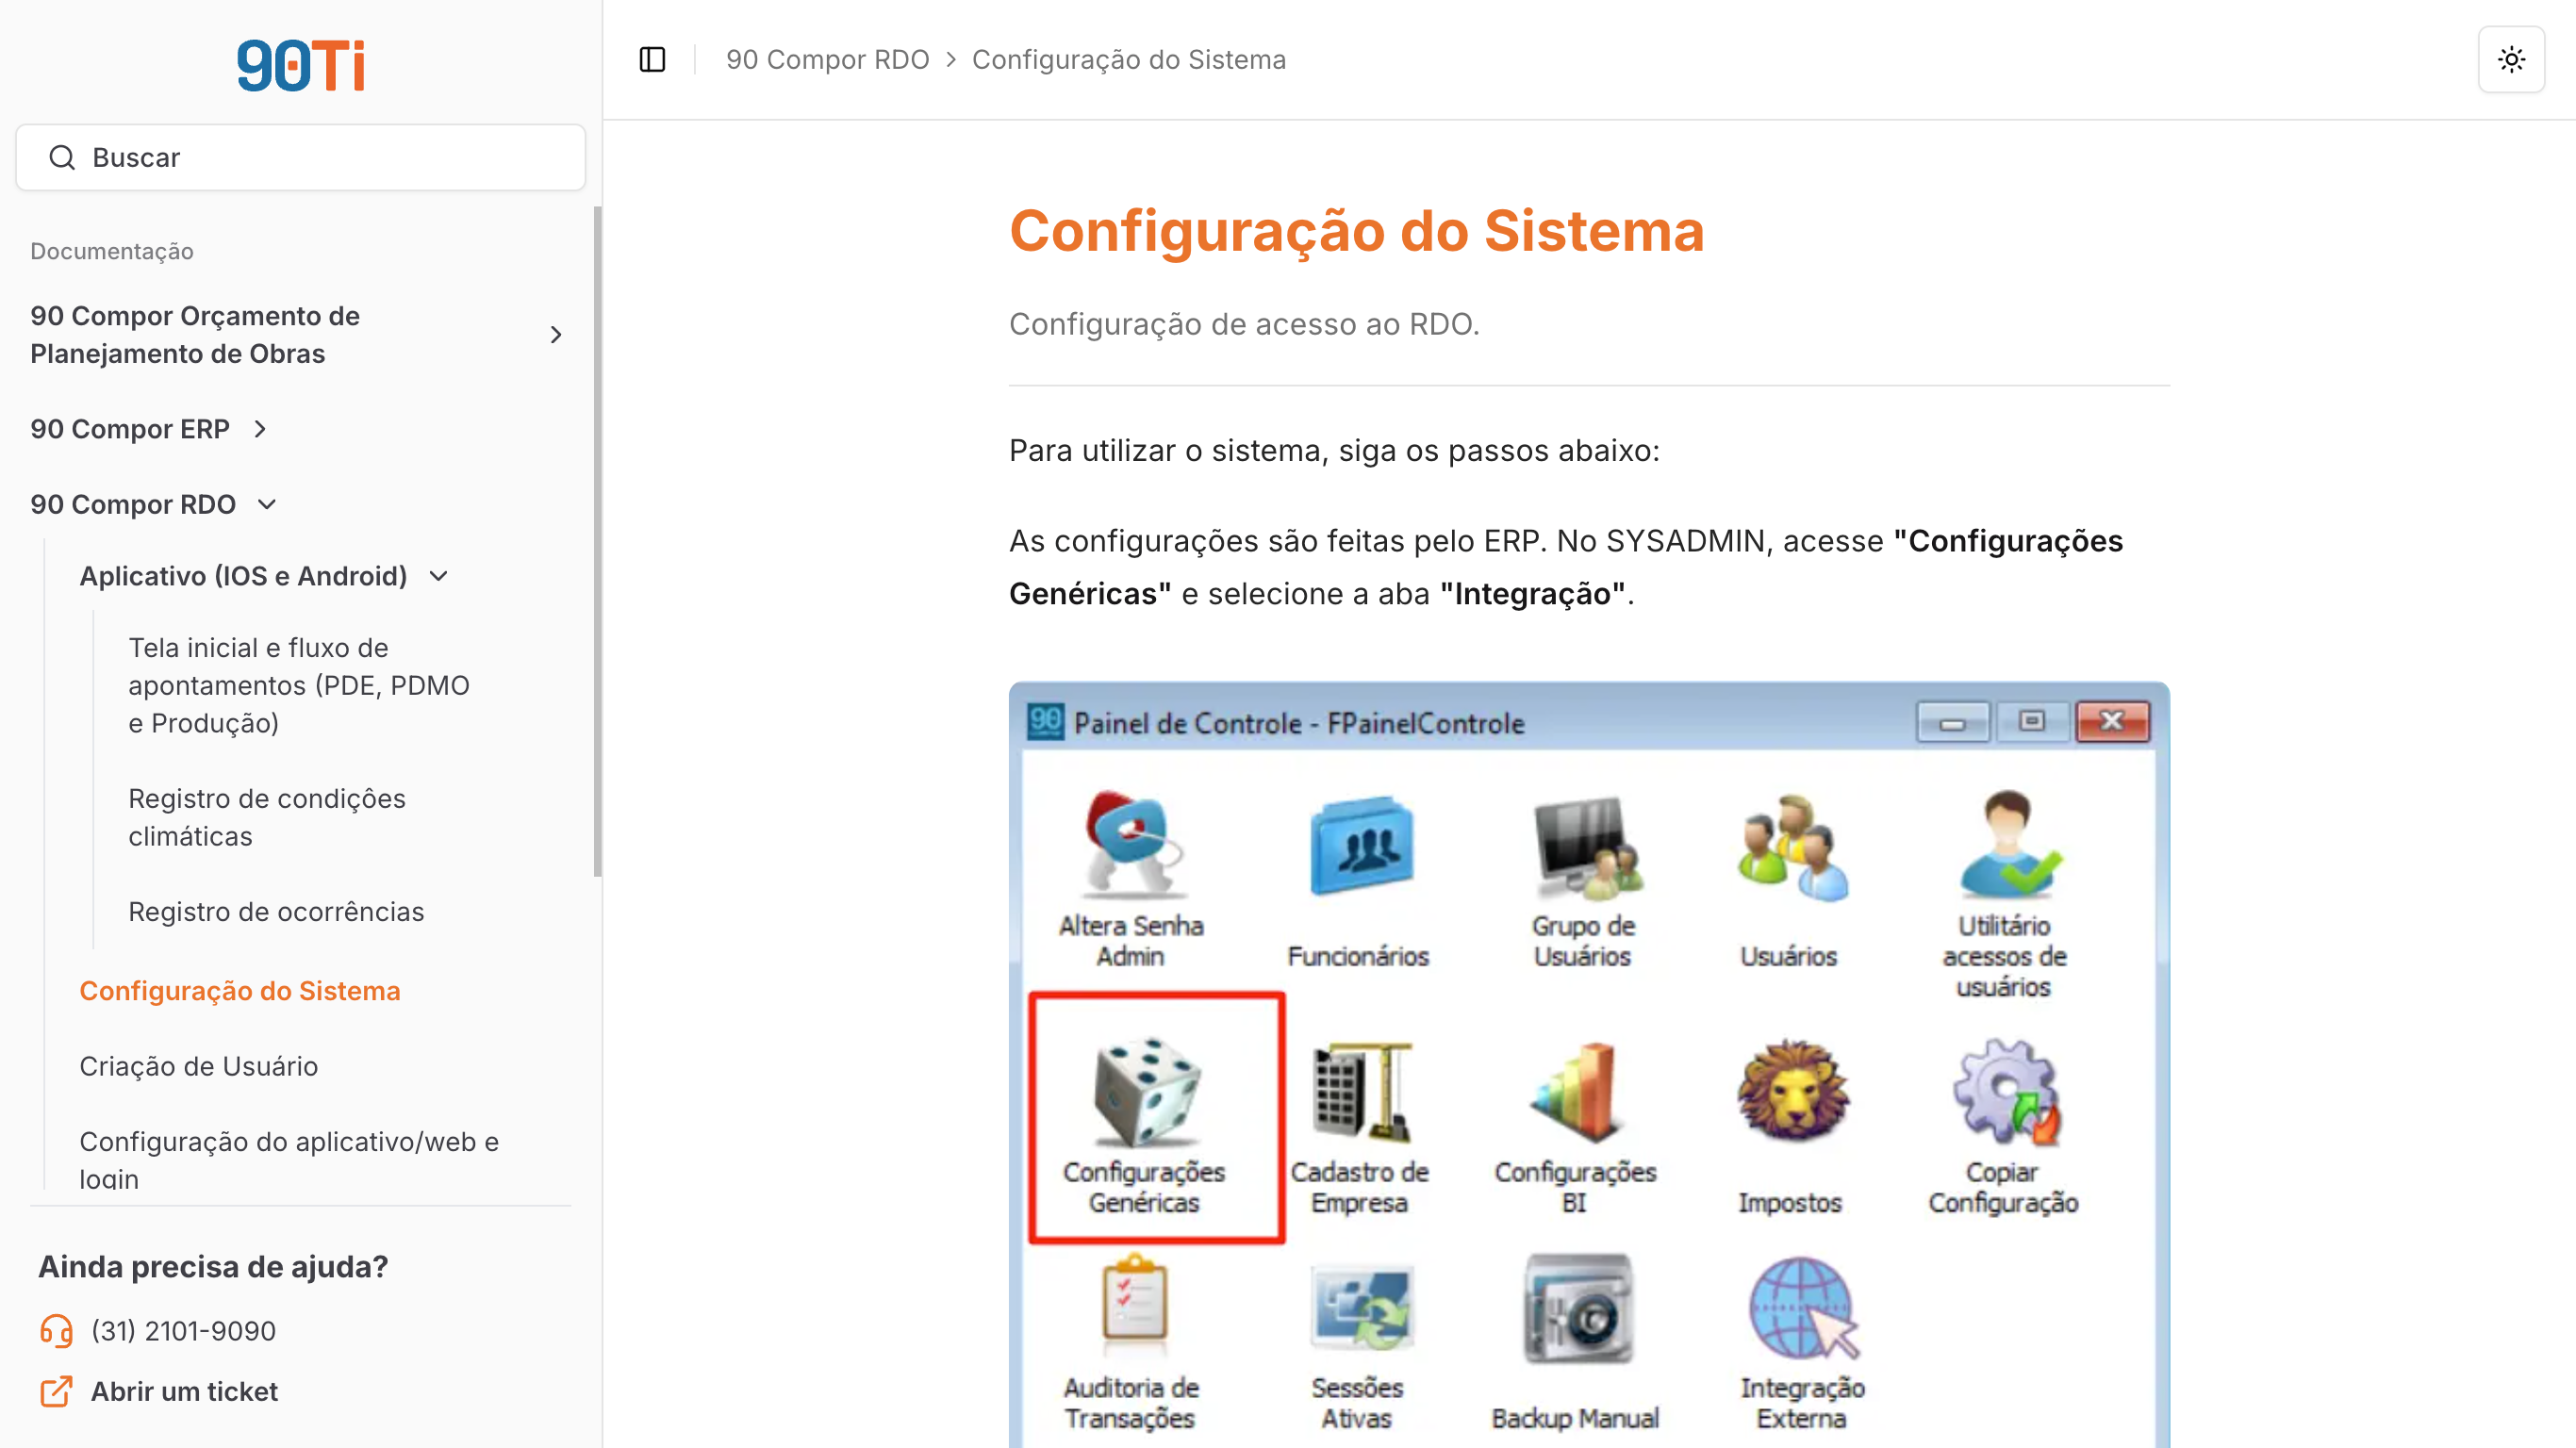 90Ti
Buscar
Documentação
90 Compor Orçamento de
Planejamento de Obras
90 Compor ERP
90 Compor RDO
Aplicativo (IOS e Android)
Tela inicial e fluxo de
apontamentos (PDE, PDMO
e Produção)
Registro de condições
climáticas
Registro de ocorrências
Configuração do Sistema
Criação de Usuário
Configuração do aplicativo/web e
login
Ainda precisa de ajuda?
(31) 2101-9090
Abrir um ticket
90 Compor RDO > Configuração do Sistema
Configuração do Sistema
Configuração de acesso ao RDO.
Para utilizar o sistema, siga os passos abaixo:
As configurações são feitas pelo ERP. No SYSADMIN, acesse "Configurações
Genéricas" e selecione a aba "Integração".
90 Painel de Controle - FPainelControle
Altera Senha
Admin
Funcionários
Grupo de
Usuários
Usuários
Utilitário
acessos de
usuários
Configurações
Genéricas
Cadastro de
Empresa
Configurações
BI
Impostos
Copiar
Configuração
Auditoria de
Transações
Sessões
Ativas
Backup Manual
Integração
Externa